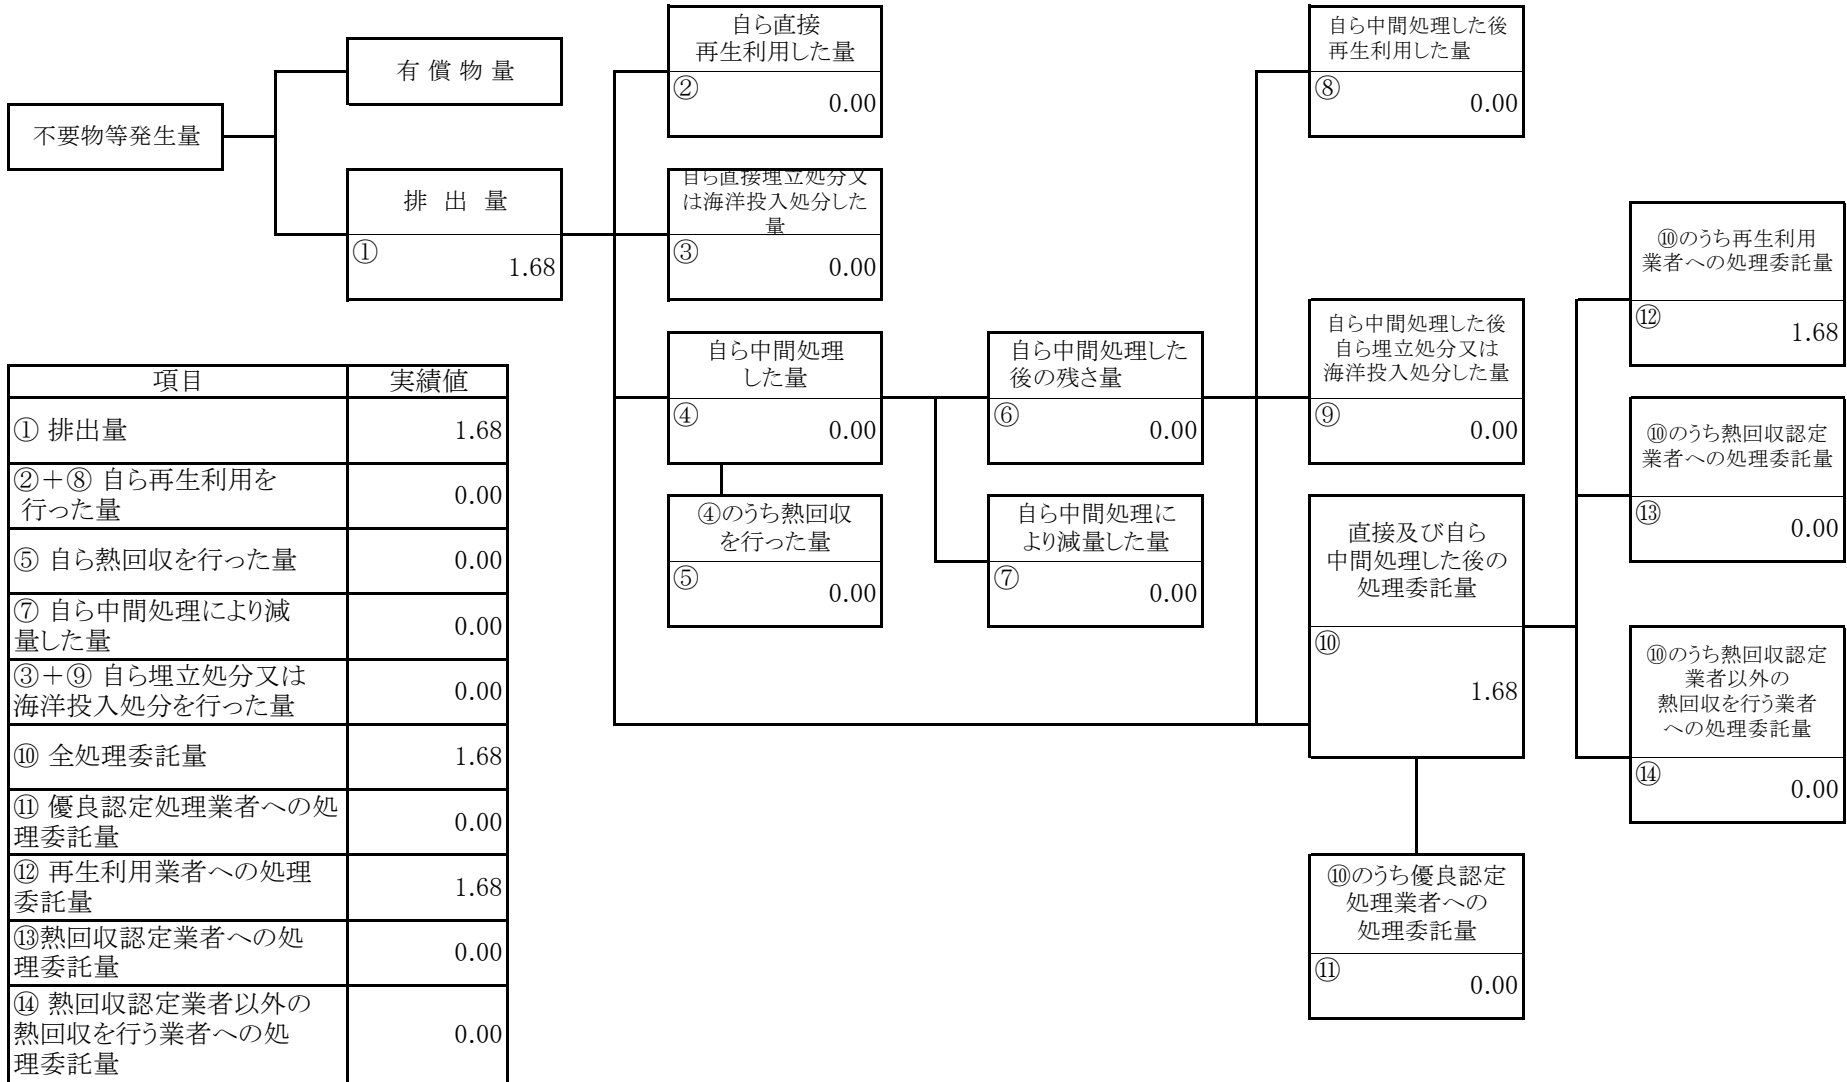 不要物等発生量
有 償 物 量
排 出 量
①
1.68
自ら直接
再生利用した量
②
0.00
自ら直接埋立処分又
は海洋投入処分した
量
③
0.00
自ら中間処理
した量
④
0.00
④のうち熱回収
を行った量
⑤
0.00
自ら中間処理した
後の残さ量
⑥
0.00
自ら中間処理に
より減量した量
⑦
0.00
自ら中間処理した後
再生利用した量
⑧
0.00
自ら中間処理した後
自ら埋立処分又は
海洋投入処分した量
⑨
0.00
直接及び自ら
中間処理した後の
処理委託量
⑩
1.68
⑩のうち優良認定
処理業者への
処理委託量
⑪
0.00
⑩のうち再生利用
業者への処理委託量
⑫
1.68
⑩のうち熱回収認定
業者への処理委託量
⑬
0.00
⑩のうち熱回収認定
業者以外の
熱回収を行う業者
への処理委託量
⑭
0.00
項目 実績値
① 排出量 1.68
②＋⑧ 自ら再生利用を
行った量 0.00
⑤ 自ら熱回収を行った量 0.00
⑦ 自ら中間処理により減
量した量 0.00
③＋⑨ 自ら埋立処分又は
海洋投入処分を行った量 0.00
⑩ 全処理委託量 1.68
⑪ 優良認定処理業者への処
理委託量 0.00
⑫ 再生利用業者への処理
委託量 1.68
⑬熱回収認定業者への処
理委託量 0.00
⑭ 熱回収認定業者以外の
熱回収を行う業者への処 0.00
理委託量